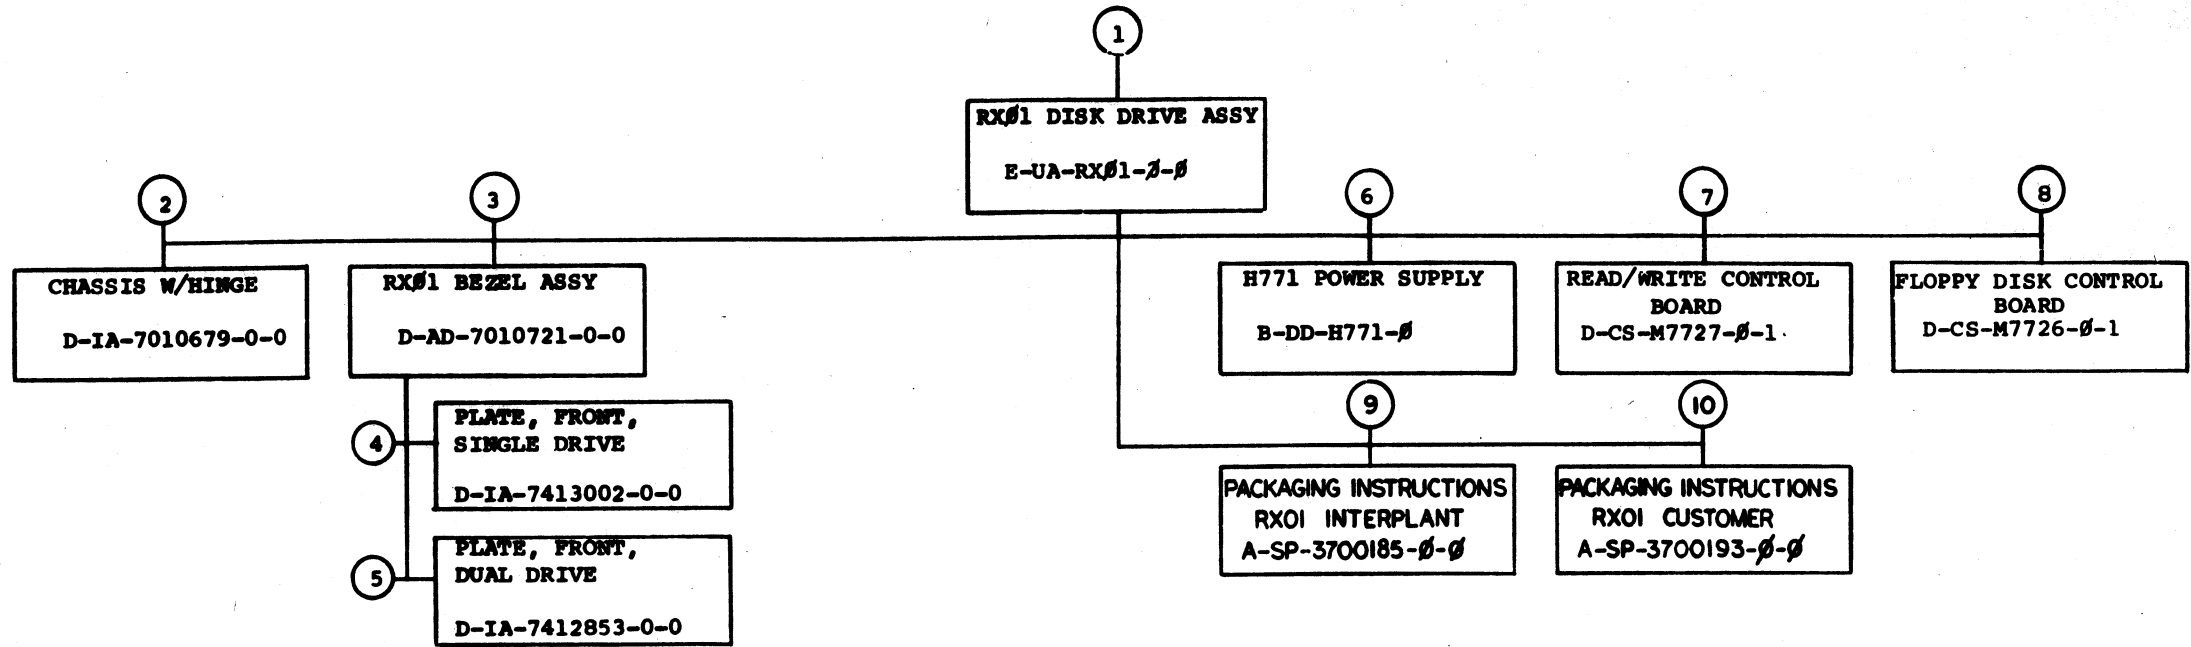 1
RXØ1 DISK DRIVE ASSY
E-UA-RXØ1-Ø-Ø
2
CHASSIS W/HINGE
D-IA-7010679-0-0
3
RXØ1 BEZEL ASSY
D-AD-7010721-0-0
4
PLATE, FRONT,
SINGLE DRIVE
D-IA-7413002-0-0
5
PLATE, FRONT,
DUAL DRIVE
D-IA-7412853-0-0
6
H771 POWER SUPPLY
B-DD-H771-Ø
7
READ/WRITE CONTROL
BOARD
D-CS-M7727-Ø-1
8
FLOPPY DISK CONTROL
BOARD
D-CS-M7726-Ø-1
9
PACKAGING INSTRUCTIONS
RX01 INTERPLANT
A-SP-3700185-Ø-Ø
10
PACKAGING INSTRUCTIONS
RX01 CUSTOMER
A-SP-3700193-Ø-Ø